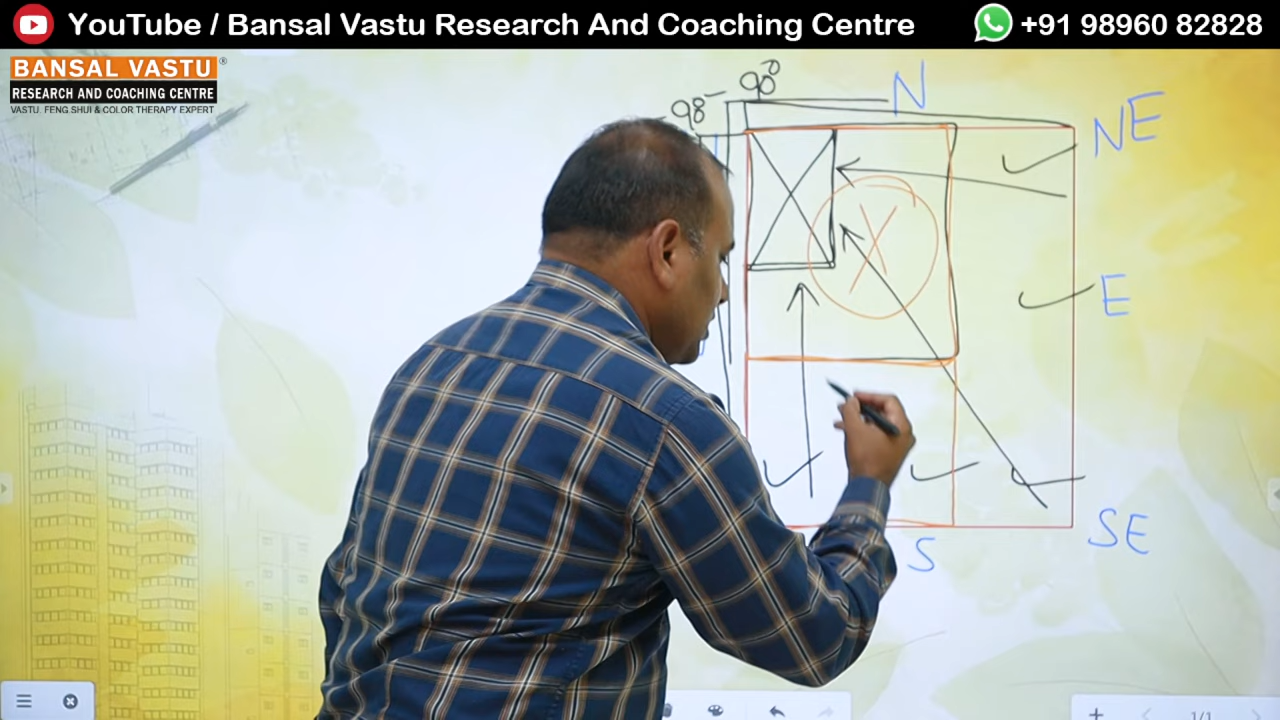 YouTube / Bansal Vastu Research And Coaching Centre
+91 98960 82828
BANSAL VASTU®
RESEARCH AND COACHING CENTRE
VASTU, FENG SHUI & COLOR THERAPY EXPERT
90°
98
N
NE
E
SE
S
1/1